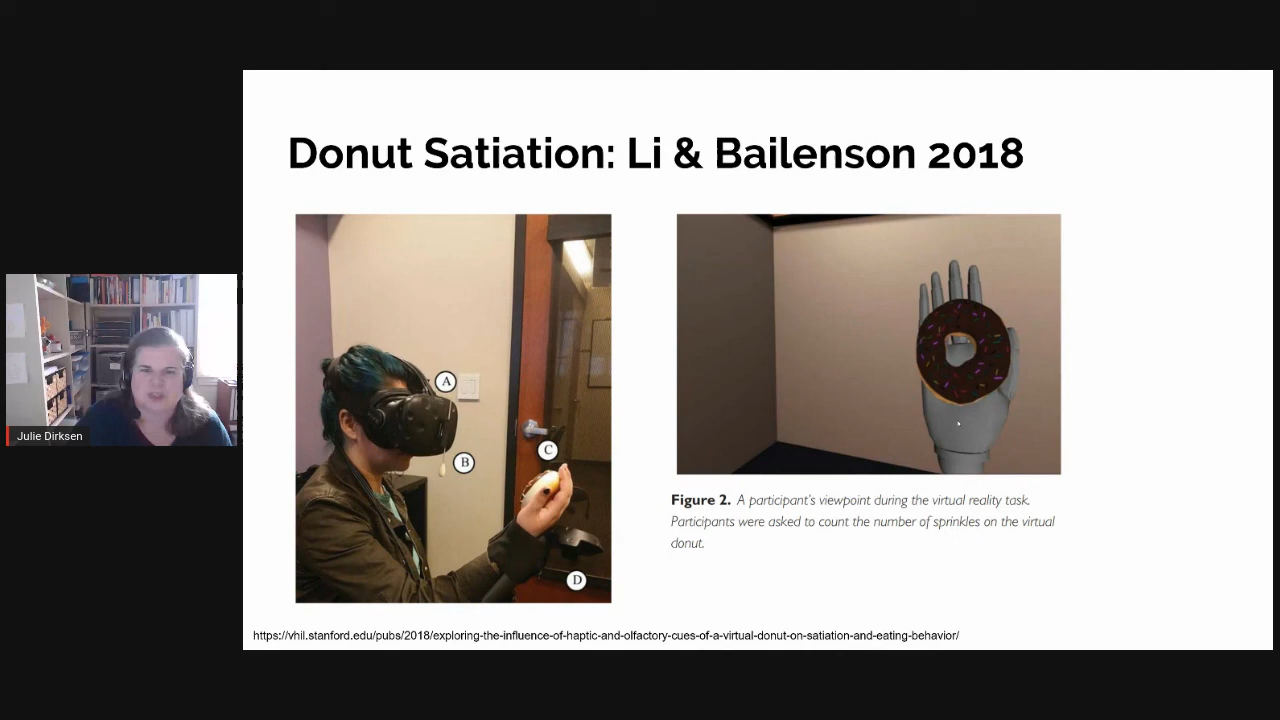 Donut Satiation: Li & Bailenson 2018
A
B
C
D
Figure 2. A participant's viewpoint during the virtual reality task.
Participants were asked to count the number of sprinkles on the virtual
donut.
Julie Dirksen
https://vhil.stanford.edu/pubs/2018/exploring-the-influence-of-haptic-and-olfactory-cues-of-a-virtual-donut-on-satiation-and-eating-behavior/